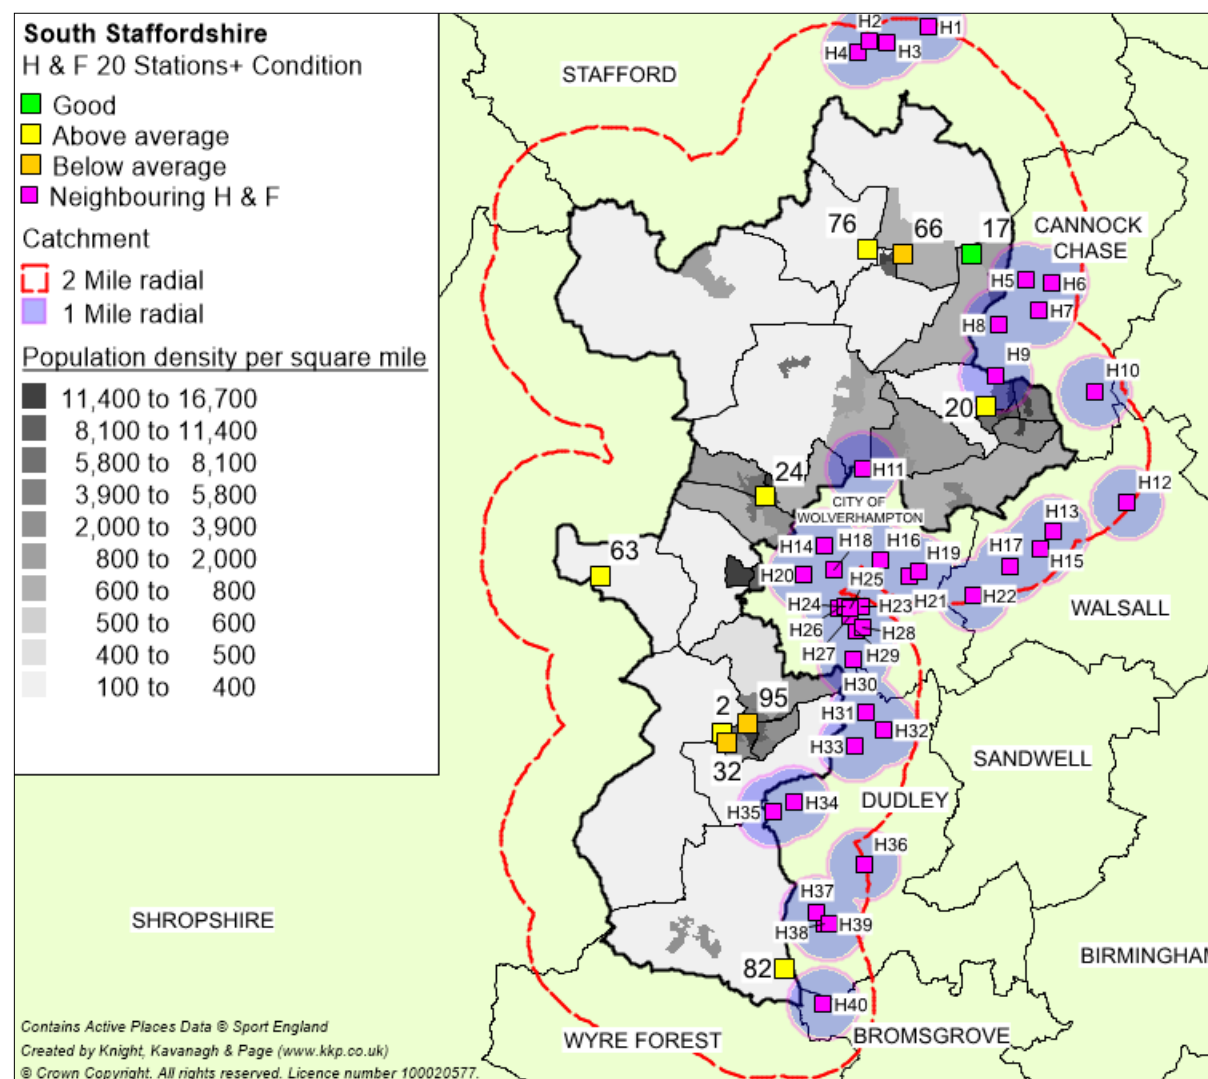 South Staffordshire
H & F 20 Stations+ Condition
Good
Above average
Below average
Neighbouring H & F
Catchment
2 Mile radial
1 Mile radial
Population density per square mile
11,400 to 16,700
8,100 to 11,400
5,800 to 8,100
3,900 to 5,800
2,000 to 3,900
800 to 2,000
600 to 800
500 to 600
400 to 500
100 to 400
Contains Active Places Data © Sport England
Created by Knight, Kavanagh & Page (www.kkp.co.uk)
© Crown Copyright. All rights reserved. Licence number 100020577.
H2
H1
H4
H3
STAFFORD
76
66
17
CANNOCK
CHASE
H5
H6
H7
H8
H9
H10
20
24
H11
H12
CITY OF
WOLVERHAMPTON
H13
H14
H18
H16
H17
H15
63
H20
H25
H19
H24
H23
H21
H22
WALSALL
H26
H28
H27
H29
H30
2
95
H31
H32
H33
32
SANDWELL
H34
H35
DUDLEY
H36
H37
H38
H39
SHROPSHIRE
BIRMINGHAM
82
H40
WYRE FOREST
BROMSGROVE